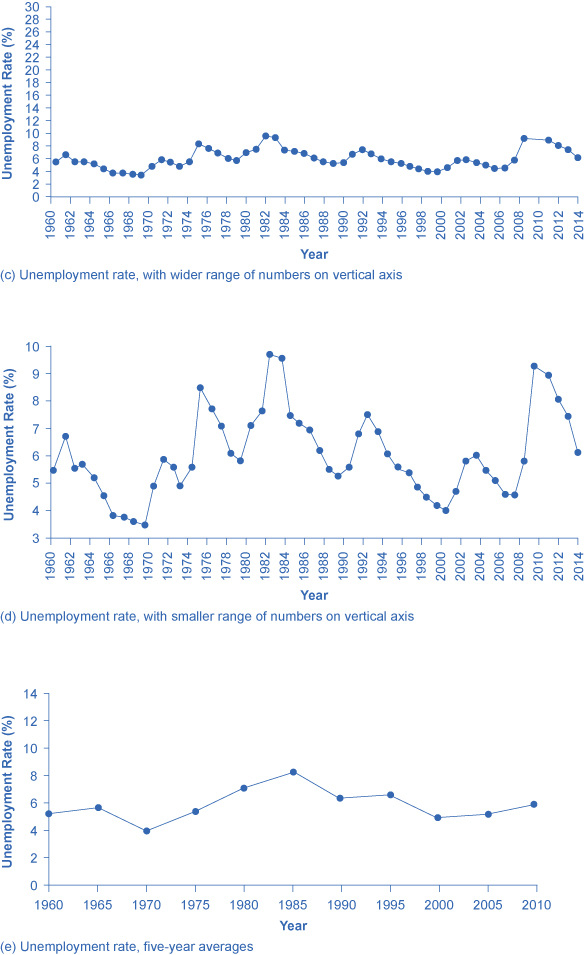 30
28
26
24
22
20
18
16
14
12
10
8
6
4
2
0
Unemployment Rate (%)
1960 1962 1964 1966 1968 1970 1972 1974 1976 1978 1980 1982 1984 1986 1988 1990 1992 1994 1996 1998 2000 2002 2004 2006 2008 2010 2012 2014
Year
(c) Unemployment rate, with wider range of numbers on vertical axis
10
9
8
7
6
5
4
3
Unemployment Rate (%)
1960 1962 1964 1966 1968 1970 1972 1974 1976 1978 1980 1982 1984 1986 1988 1990 1992 1994 1996 1998 2000 2002 2004 2006 2008 2010 2012 2014
Year
(d) Unemployment rate, with smaller range of numbers on vertical axis
14
12
10
8
6
4
2
0
Unemployment Rate (%)
1960 1965 1970 1975 1980 1985 1990 1995 2000 2005 2010
Year
(e) Unemployment rate, five-year averages